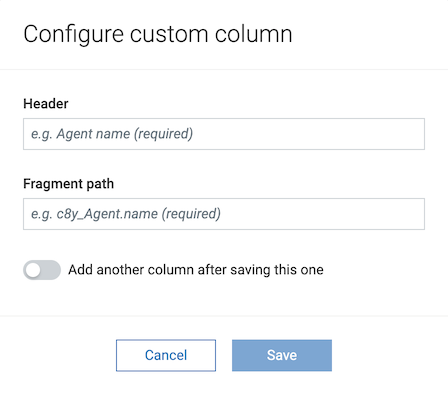 Configure custom column
Header
e.g. Agent name (required)
Fragment path
e.g. c8y_Agent.name (required)
Add another column after saving this one
Cancel
Save